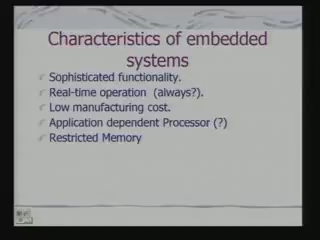 Characteristics of embedded
systems
Sophisticated functionality.
Real-time operation (always?).
Low manufacturing cost.
Application dependent Processor (?)
Restricted Memory